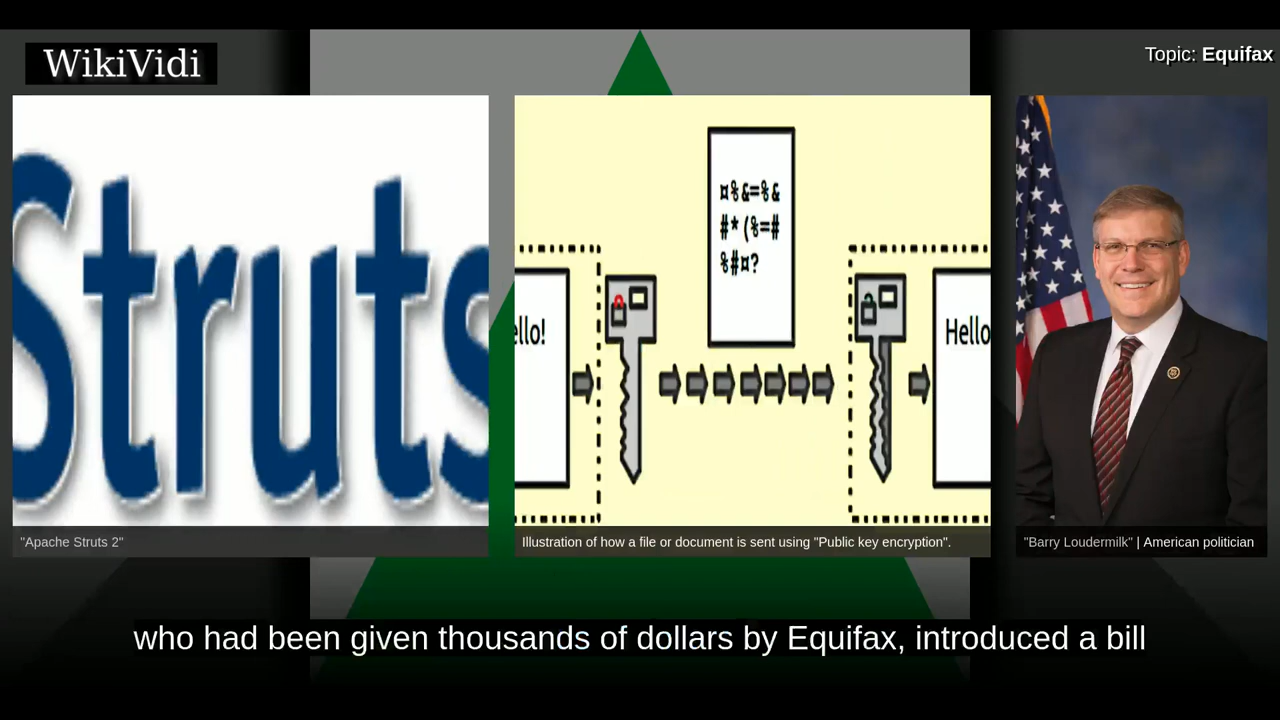 WikiVidi
Topic: Equifax
Struts
¤%&=%&
#*(%=#
%#¤?
ello!
Hello
"Apache Struts 2"
Illustration of how a file or document is sent using "Public key encryption".
"Barry Loudermilk" | American politician
who had been given thousands of dollars by Equifax, introduced a bill